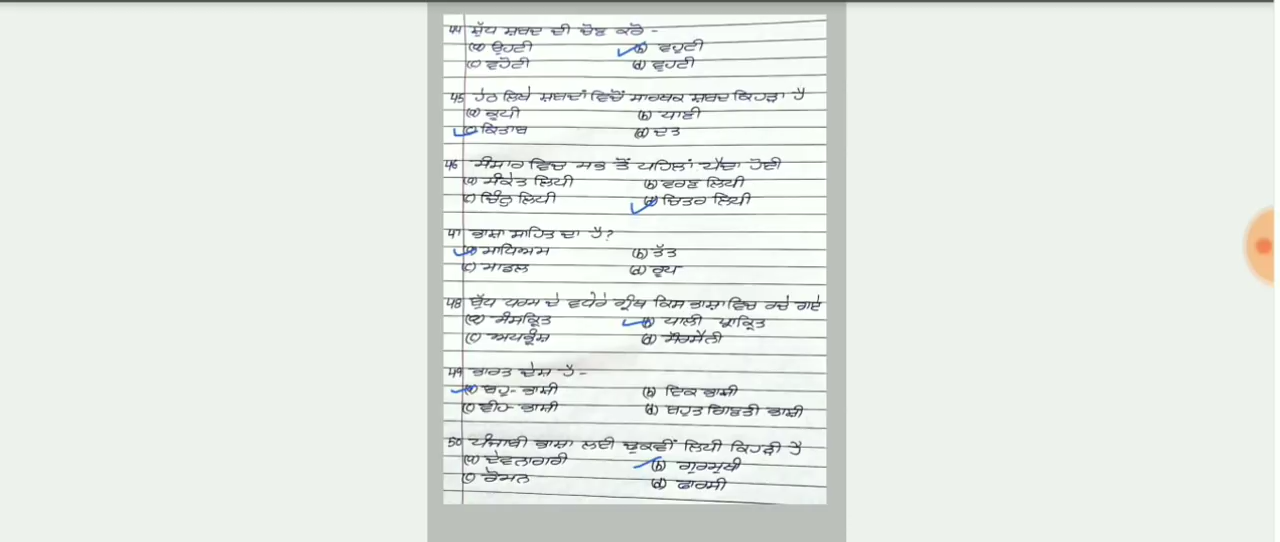 44 ਸ਼ੁੱਧ ਸ਼ਬਦ ਦੀ ਚੋਣ ਕਰੋ -
(a) ਉਹਟੀ (b) ਵਹੁਟੀ
(c) ਵਹੋਟੀ (d) ਵੁਹਟੀ
45 ਹੇਠ ਲਿਖੇ ਸ਼ਬਦਾਂ ਵਿਚੋਂ ਸਾਰਥਕ ਸ਼ਬਦ ਕਿਹੜਾ ਹੈ
(a) ਕੂਪੀ (b) ਧਾਣੀ
(c) ਕਿਤਾਬ (d) ਦਤ
46 ਸੰਸਾਰ ਵਿਚ ਸਭ ਤੋਂ ਪਹਿਲਾਂ ਪੈਦਾ ਹੋਈ
(a) ਸੰਕੇਤ ਲਿਪੀ (b) ਵਰਣ ਲਿਪੀ
(c) ਚਿੰਨ੍ਹ ਲਿਪੀ (d) ਚਿਤਰ ਲਿਪੀ
47 ਭਾਸ਼ਾ ਸਾਹਿਤ ਦਾ ਹੈ?
(a) ਮਾਧਿਅਮ (b) ਤੱਤ
(c) ਮਾਡਲ (d) ਰੂਪ
48 ਬੁੱਧ ਧਰਮ ਦੇ ਵਧੇਰੇ ਗ੍ਰੰਥ ਕਿਸ ਭਾਸ਼ਾ ਵਿਚ ਰਚੇ ਗਏ
(a) ਸੰਸਕ੍ਰਿਤ (b) ਪਾਲੀ ਪ੍ਰਾਕ੍ਰਿਤ
(c) ਅਪਭ੍ਰੰਸ਼ (d) ਸ਼ੌਰਸੈਨੀ
49 ਭਾਰਤ ਦੇਸ਼ ਹੈ -
(a) ਬਹੁ- ਭਾਸ਼ੀ (b) ਇਕ ਭਾਸ਼ੀ
(c) ਵੀਹ- ਭਾਸ਼ੀ (d) ਬਹੁਤ ਗਿਣਤੀ ਭਾਸ਼ੀ
50 ਪੰਜਾਬੀ ਭਾਸ਼ਾ ਲਈ ਢੁਕਵੀਂ ਲਿਪੀ ਕਿਹੜੀ ਹੈ
(a) ਦੇਵਨਾਗਰੀ (b) ਗੁਰਮੁਖੀ
(c) ਰੋਮਨ (d) ਫਾਰਸੀ